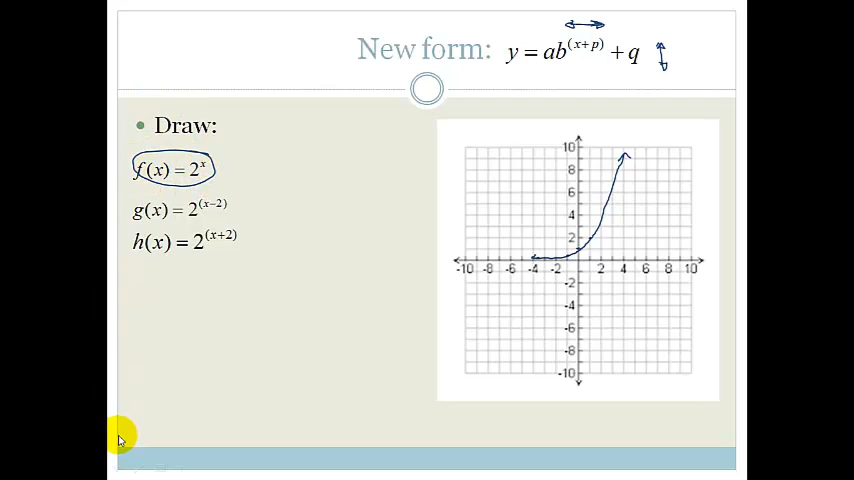 New form: y = ab^(x+p) + q
• Draw:
f(x) = 2^x
g(x) = 2^(x−2)
h(x) = 2^(x+2)
10
8
6
4
2
-10 -8 -6 -4 -2 0 2 4 6 8 10
-2
-4
-6
-8
-10